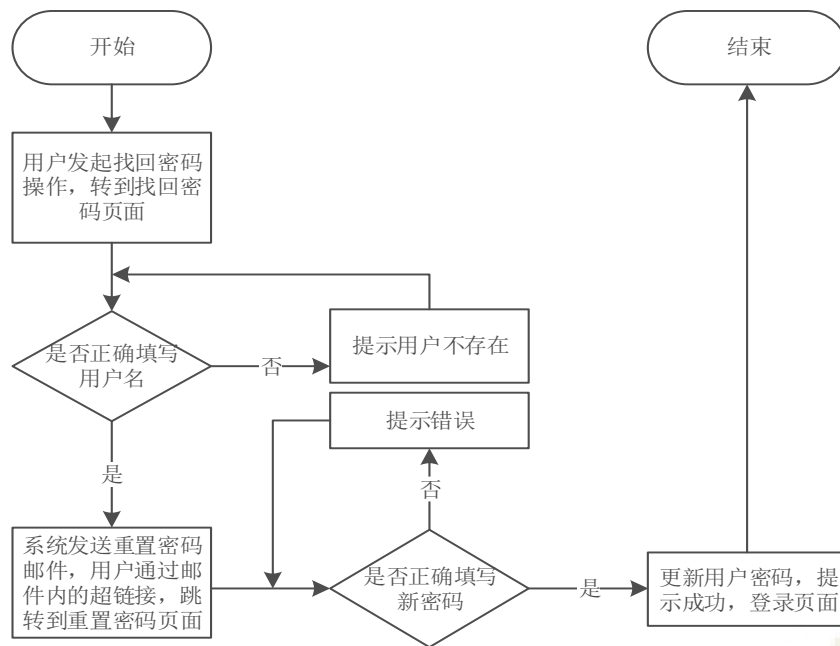 开始
结束
用户发起找回密码
操作，转到找回密
码页面
是否正确填写
用户名
否
提示用户不存在
提示错误
是
否
系统发送重置密码
邮件，用户通过邮
件内的超链接，跳
转到重置密码页面
是否正确填写
新密码
是
更新用户密码，提
示成功，登录页面